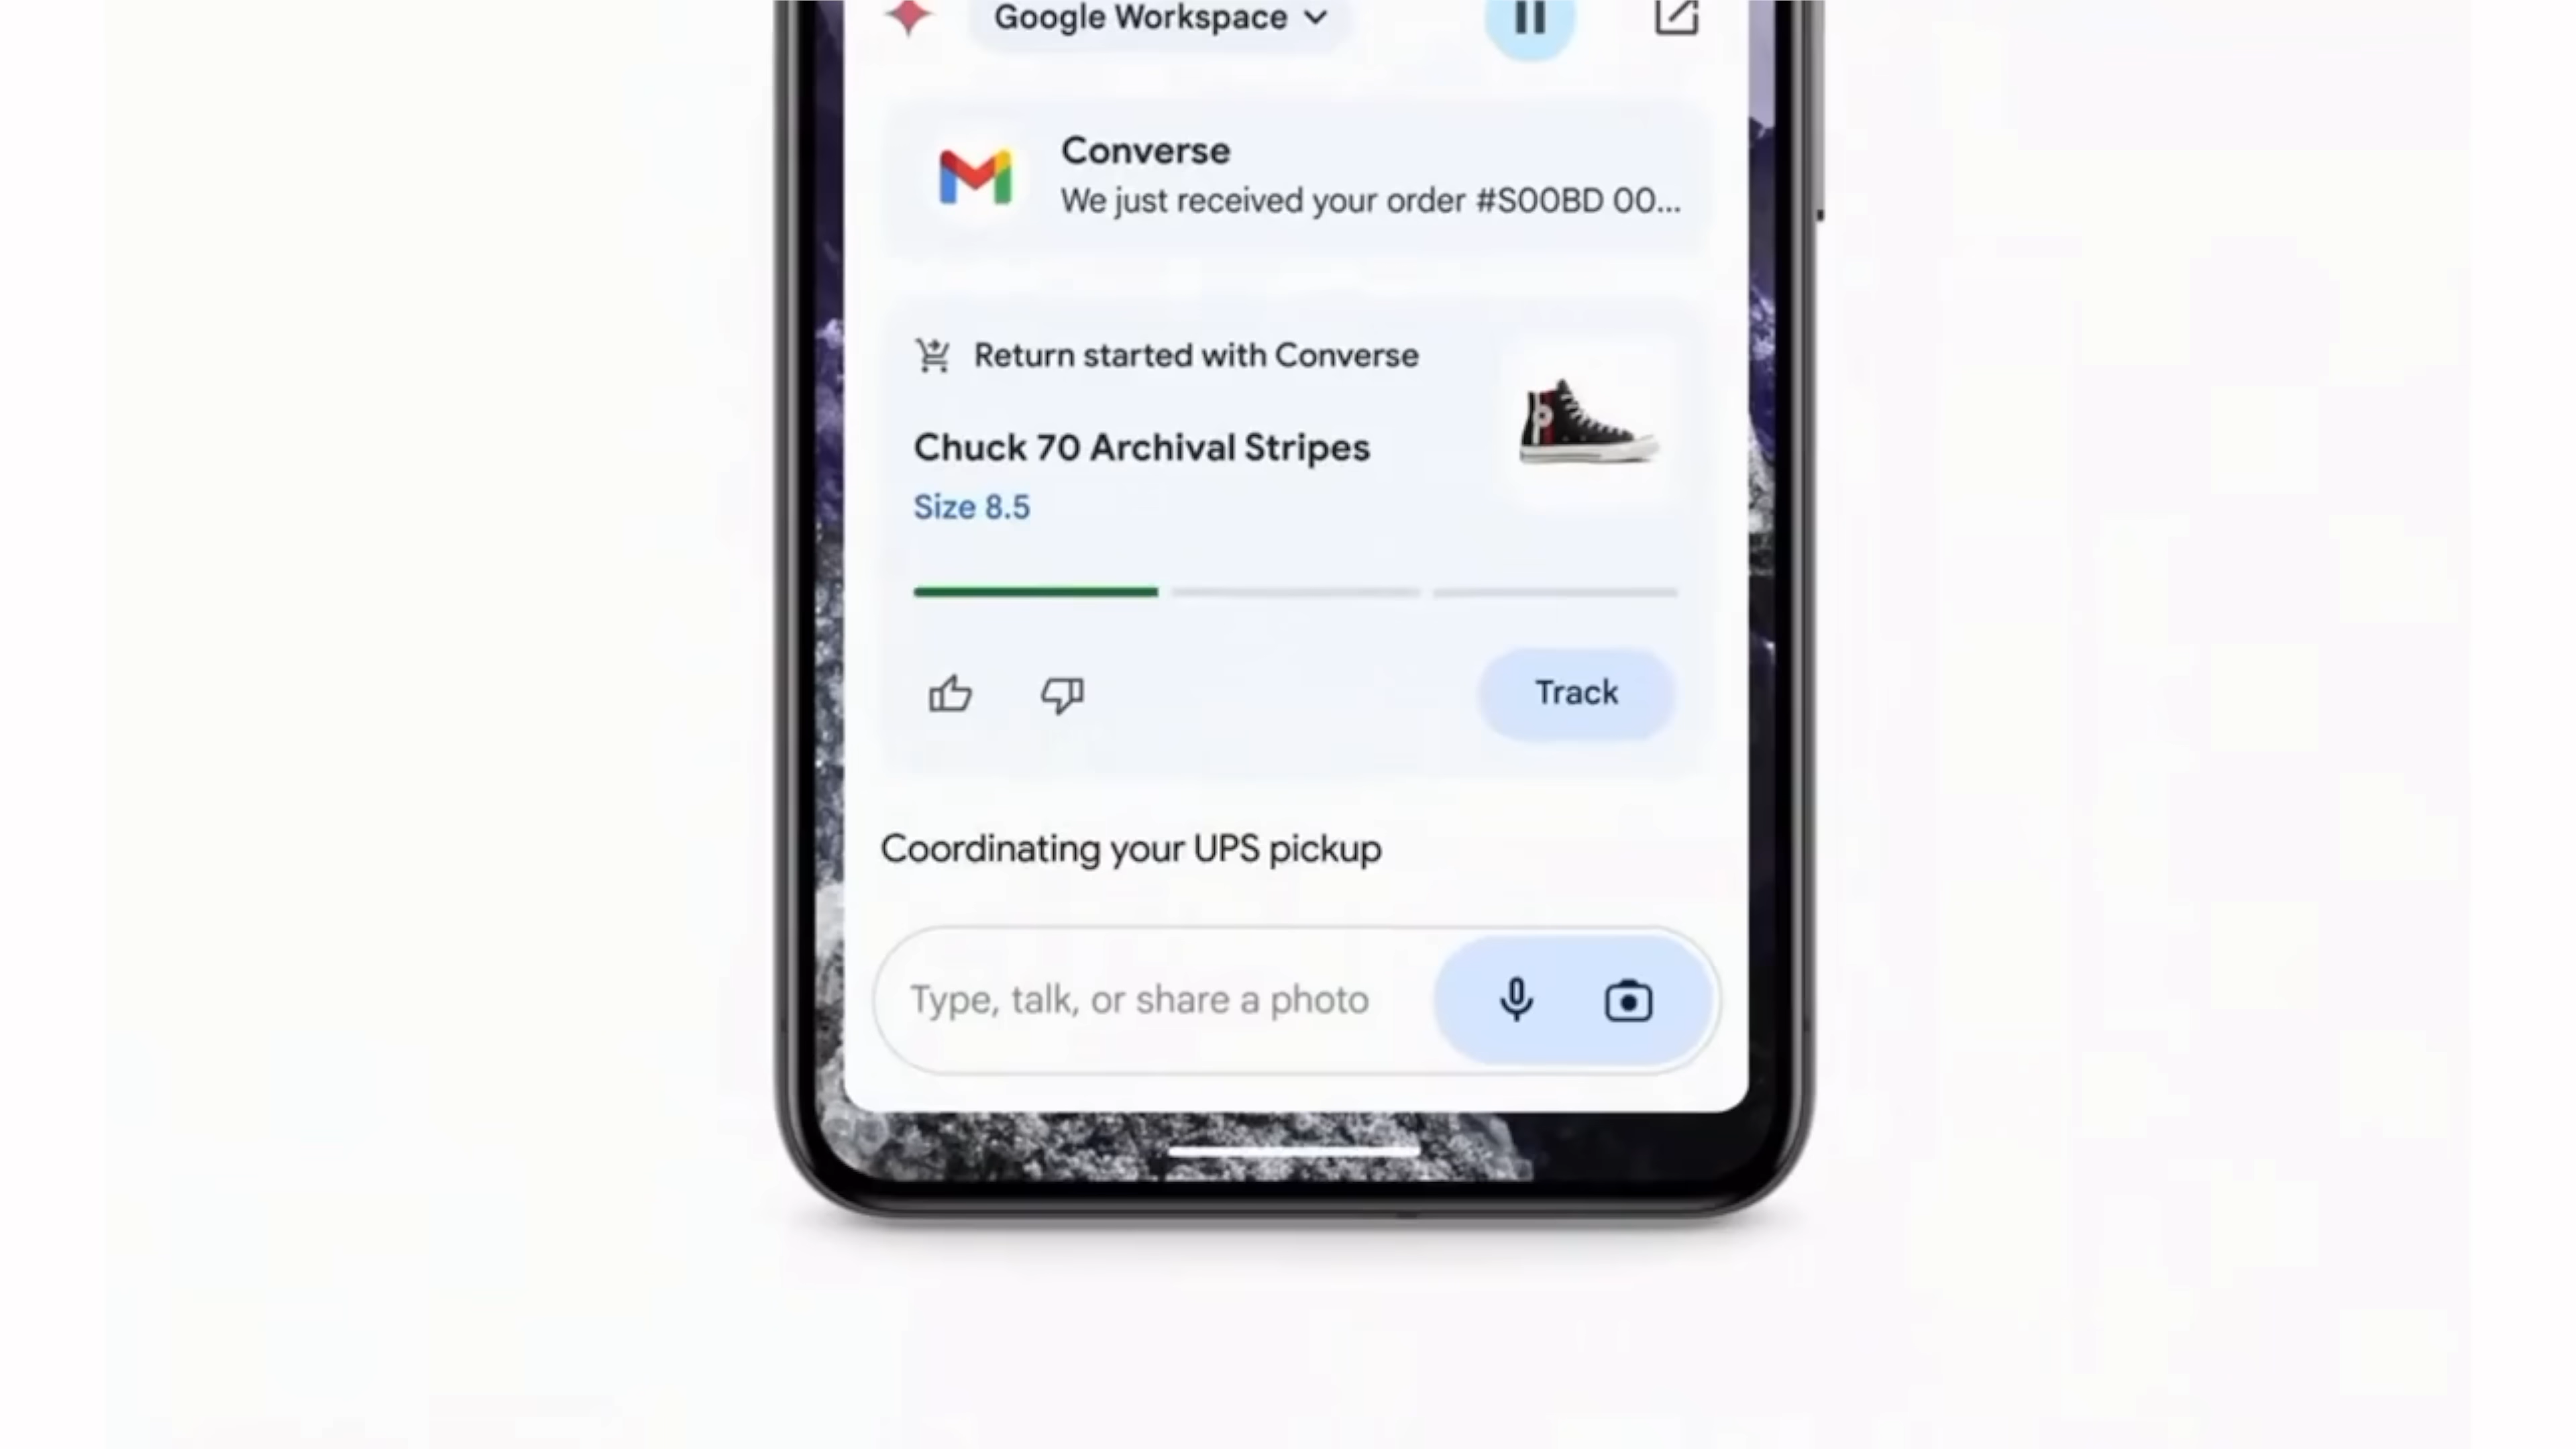 Google Workspace
Converse
We just received your order #S00BD 00...
Return started with Converse
Chuck 70 Archival Stripes
Size 8.5
Track
Coordinating your UPS pickup
Type, talk, or share a photo